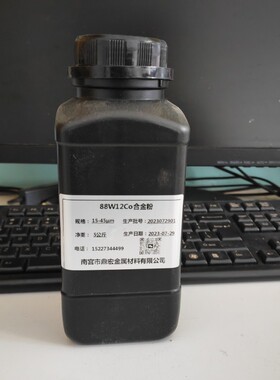 88W12Co合金粉
规格：15-45μm 生产批号：2023072901
净重：5公斤 生产日期：2023-07-29
电话：15227344499
南宫市鼎宏金属材料有限公司